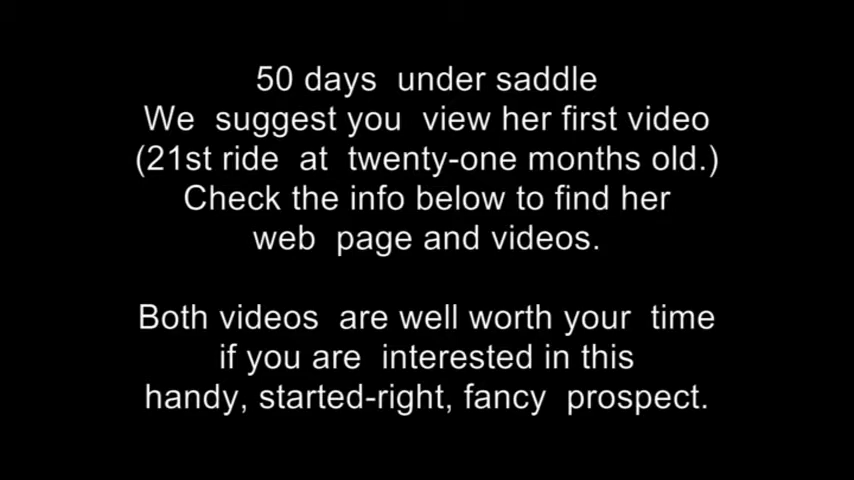 50 days under saddle
We suggest you view her first video
(21st ride at twenty-one months old.)
Check the info below to find her
web page and videos.
Both videos are well worth your time
if you are interested in this
handy, started-right, fancy prospect.